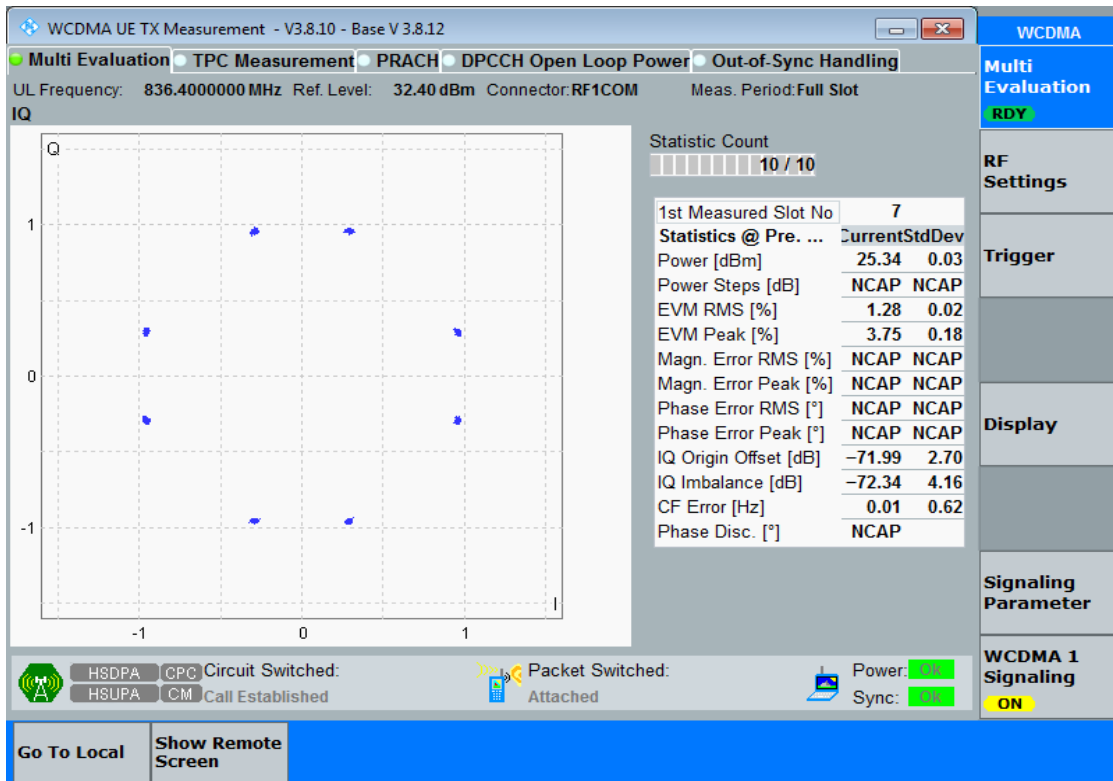 WCDMA UE TX Measurement - V3.8.10 - Base V 3.8.12
WCDMA
Multi Evaluation TPC Measurement PRACH DPCCH Open Loop Power Out-of-Sync Handling
Multi Evaluation
RDY
UL Frequency: 836.4000000 MHz Ref. Level: 32.40 dBm Connector:RF1COM Meas. Period:Full Slot
IQ
Q
1
0
-1
I
-1 0 1
Statistic Count
10 / 10
1st Measured Slot No 7
Statistics @ Pre. ... CurrentStdDev
Power [dBm] 25.34 0.03
Power Steps [dB] NCAP NCAP
EVM RMS [%] 1.28 0.02
EVM Peak [%] 3.75 0.18
Magn. Error RMS [%] NCAP NCAP
Magn. Error Peak [%] NCAP NCAP
Phase Error RMS [°] NCAP NCAP
Phase Error Peak [°] NCAP NCAP
IQ Origin Offset [dB] −71.99 2.70
IQ Imbalance [dB] −72.34 4.16
CF Error [Hz] 0.01 0.62
Phase Disc. [°] NCAP
RF
Settings
Trigger
Display
Signaling
Parameter
WCDMA 1
Signaling
ON
HSDPA CPC Circuit Switched: Packet Switched: Power: Ok
HSUPA CM Call Established Attached Sync: Ok
Go To Local
Show Remote
Screen